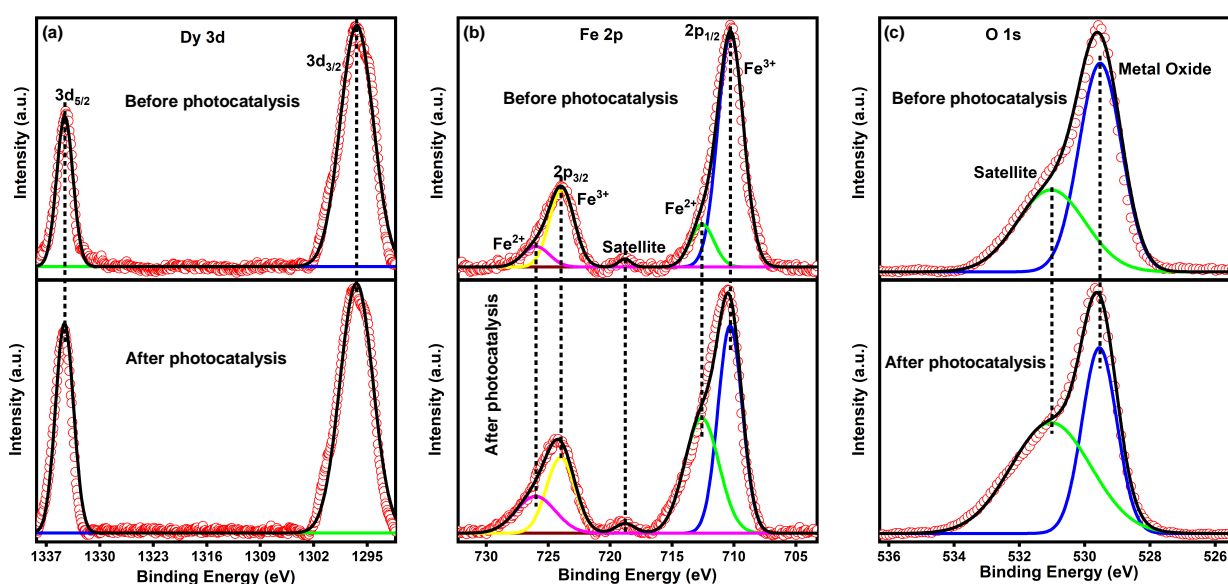 (a)
Dy 3d
3d3/2
3d5/2
Before photocatalysis
After photocatalysis
Intensity (a.u.)
Intensity (a.u.)
1337 1330 1323 1316 1309 1302 1295
Binding Energy (eV)
(b)
Fe 2p
2p1/2
Fe3+
Before photocatalysis
2p3/2
Fe3+
Fe2+
Fe2+
Satellite
After photocatalysis
Intensity (a.u.)
Intensity (a.u.)
730 725 720 715 710 705
Binding Energy (eV)
(c)
O 1s
Metal Oxide
Before photocatalysis
Satellite
After photocatalysis
Intensity (a.u.)
Intensity (a.u.)
536 534 532 530 528 526
Binding Energy (eV)